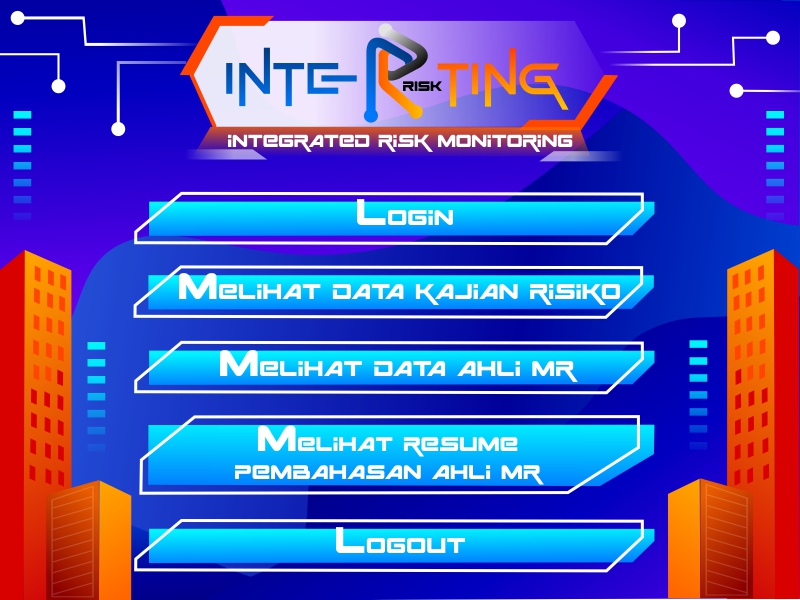 INTE-RISK TING
INTEGRATED RISK MONITORING
LOGIN
MELIHAT DATA KAJIAN RISIKO
MELIHAT DATA AHLI MR
MELIHAT RESUME
PEMBAHASAN AHLI MR
LOGOUT